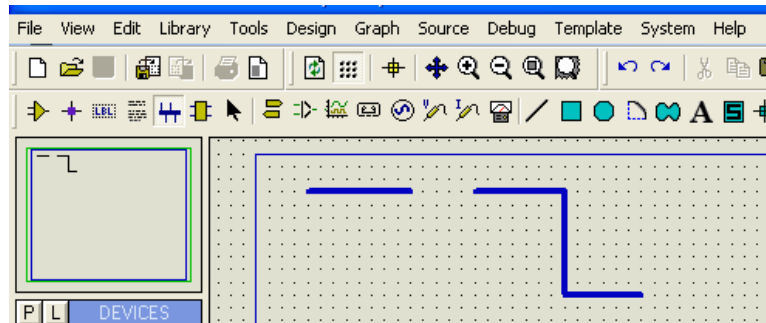 File View Edit Library Tools Design Graph Source Debug Template System Help
LBL
V I A S
P L DEVICES